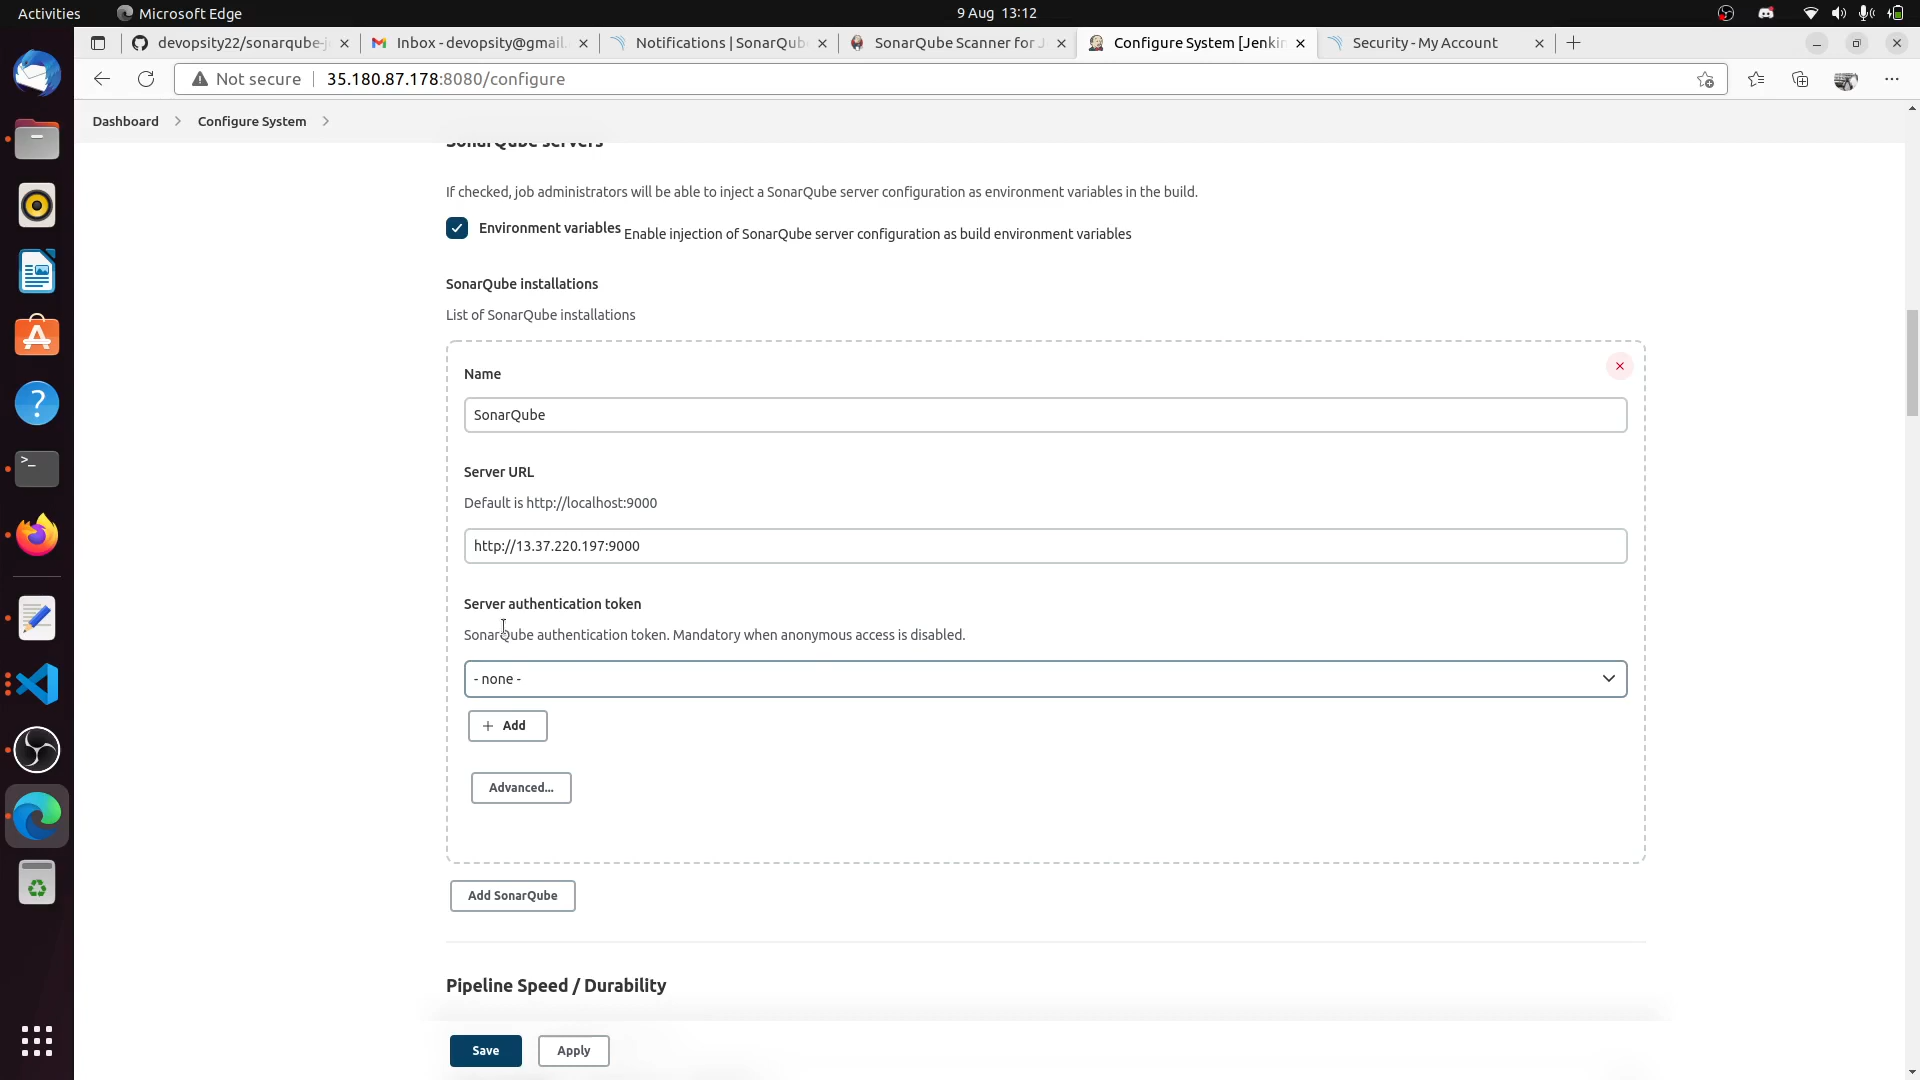 Activities
Microsoft Edge
9 Aug 13:12
devopsity22/sonarqube-j
Inbox - devopsity@gmail.
Notifications | SonarQub
SonarQube Scanner for J
Configure System [Jenkin
Security - My Account
Not secure
35.180.87.178:8080/configure
Dashboard
Configure System
SonarQube servers
If checked, job administrators will be able to inject a SonarQube server configuration as environment variables in the build.
Environment variables Enable injection of SonarQube server configuration as build environment variables
SonarQube installations
List of SonarQube installations
Name
SonarQube
Server URL
Default is http://localhost:9000
http://13.37.220.197:9000
Server authentication token
SonarQube authentication token. Mandatory when anonymous access is disabled.
- none -
+ Add
Advanced...
Add SonarQube
Pipeline Speed / Durability
Save
Apply